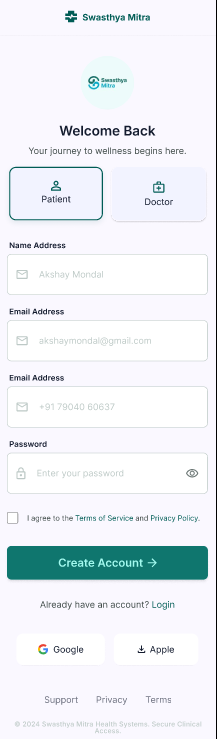 Swasthya Mitra
Swasthya
Mitra
Welcome Back
Your journey to wellness begins here.
Patient
Doctor
Name Address
Akshay Mondal
Email Address
akshaymondal@gmail.com
Email Address
+91 79040 60637
Password
Enter your password
I agree to the Terms of Service and Privacy Policy.
Create Account →
Already have an account? Login
Google
Apple
Support Privacy Terms
© 2024 Swasthya Mitra Health Systems. Secure Clinical
Access.